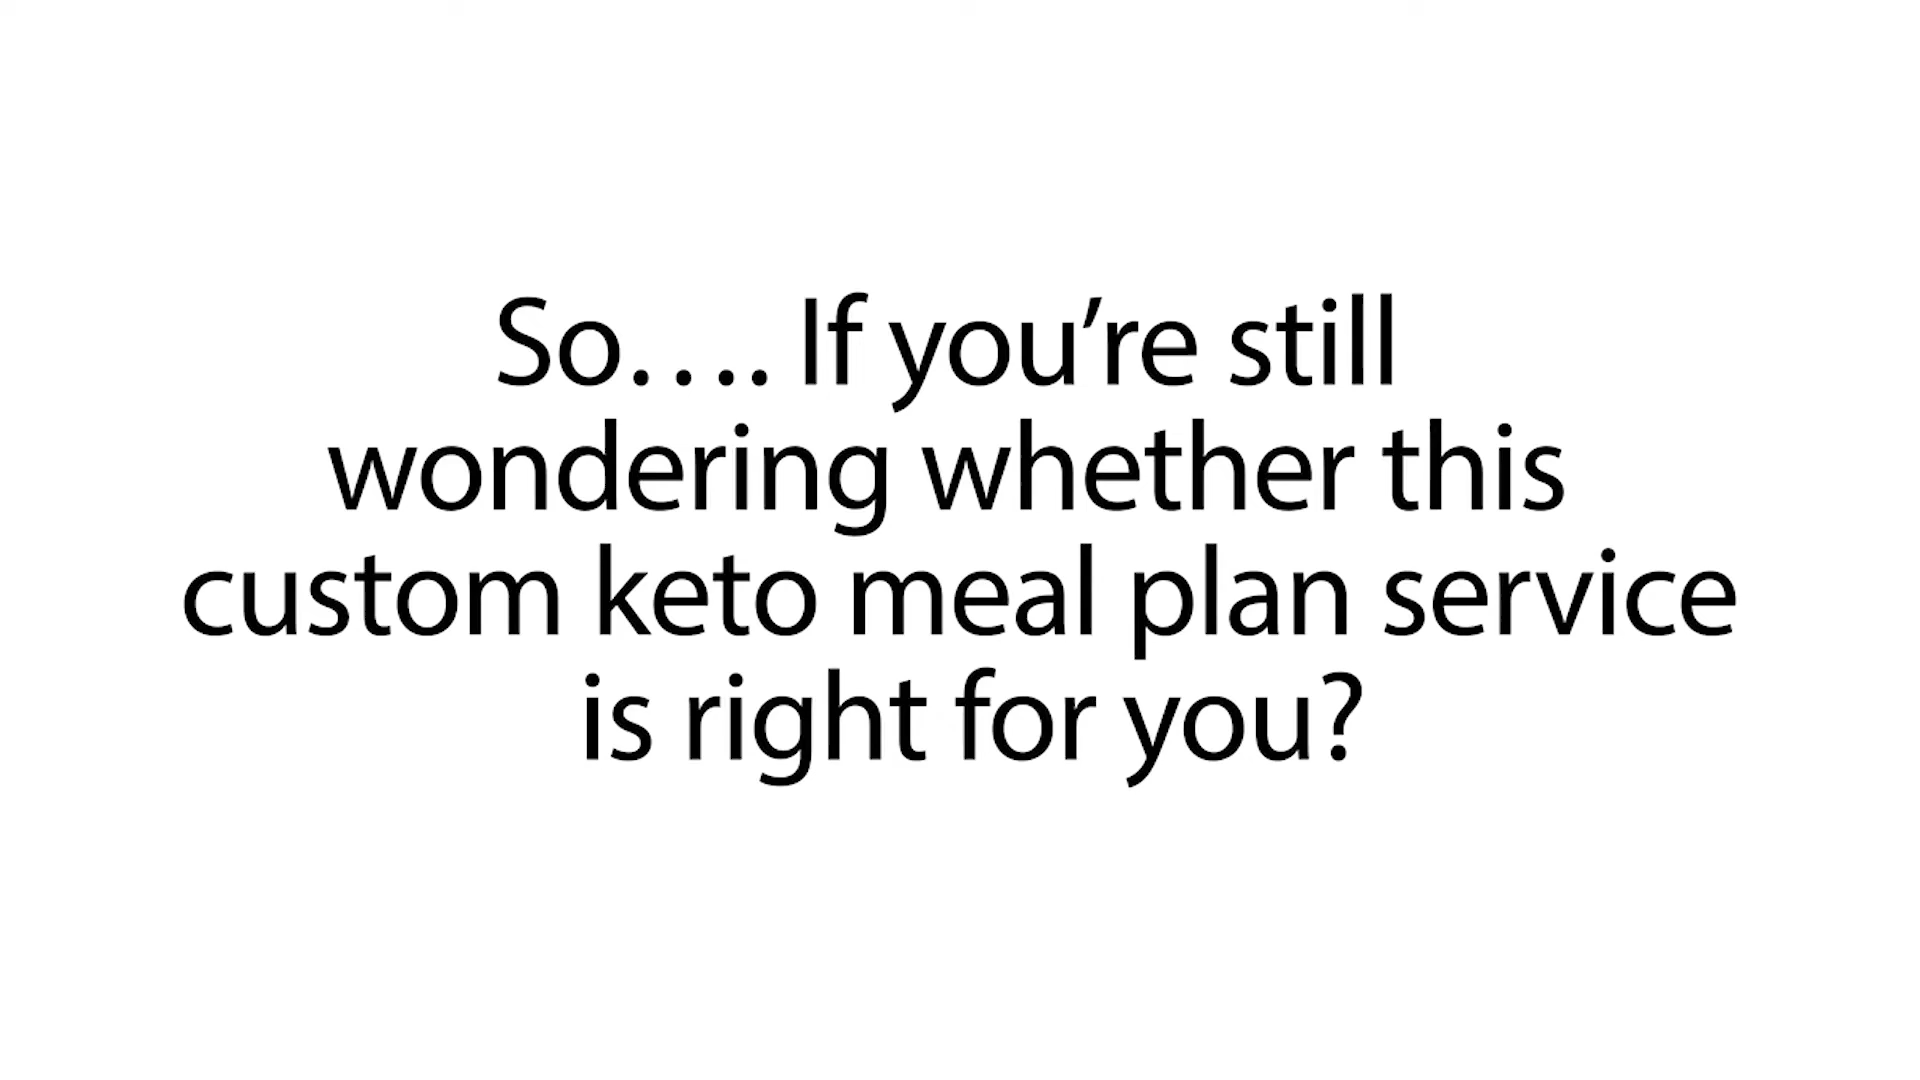 So…. If you’re still
wondering whether this
custom keto meal plan service
is right for you?